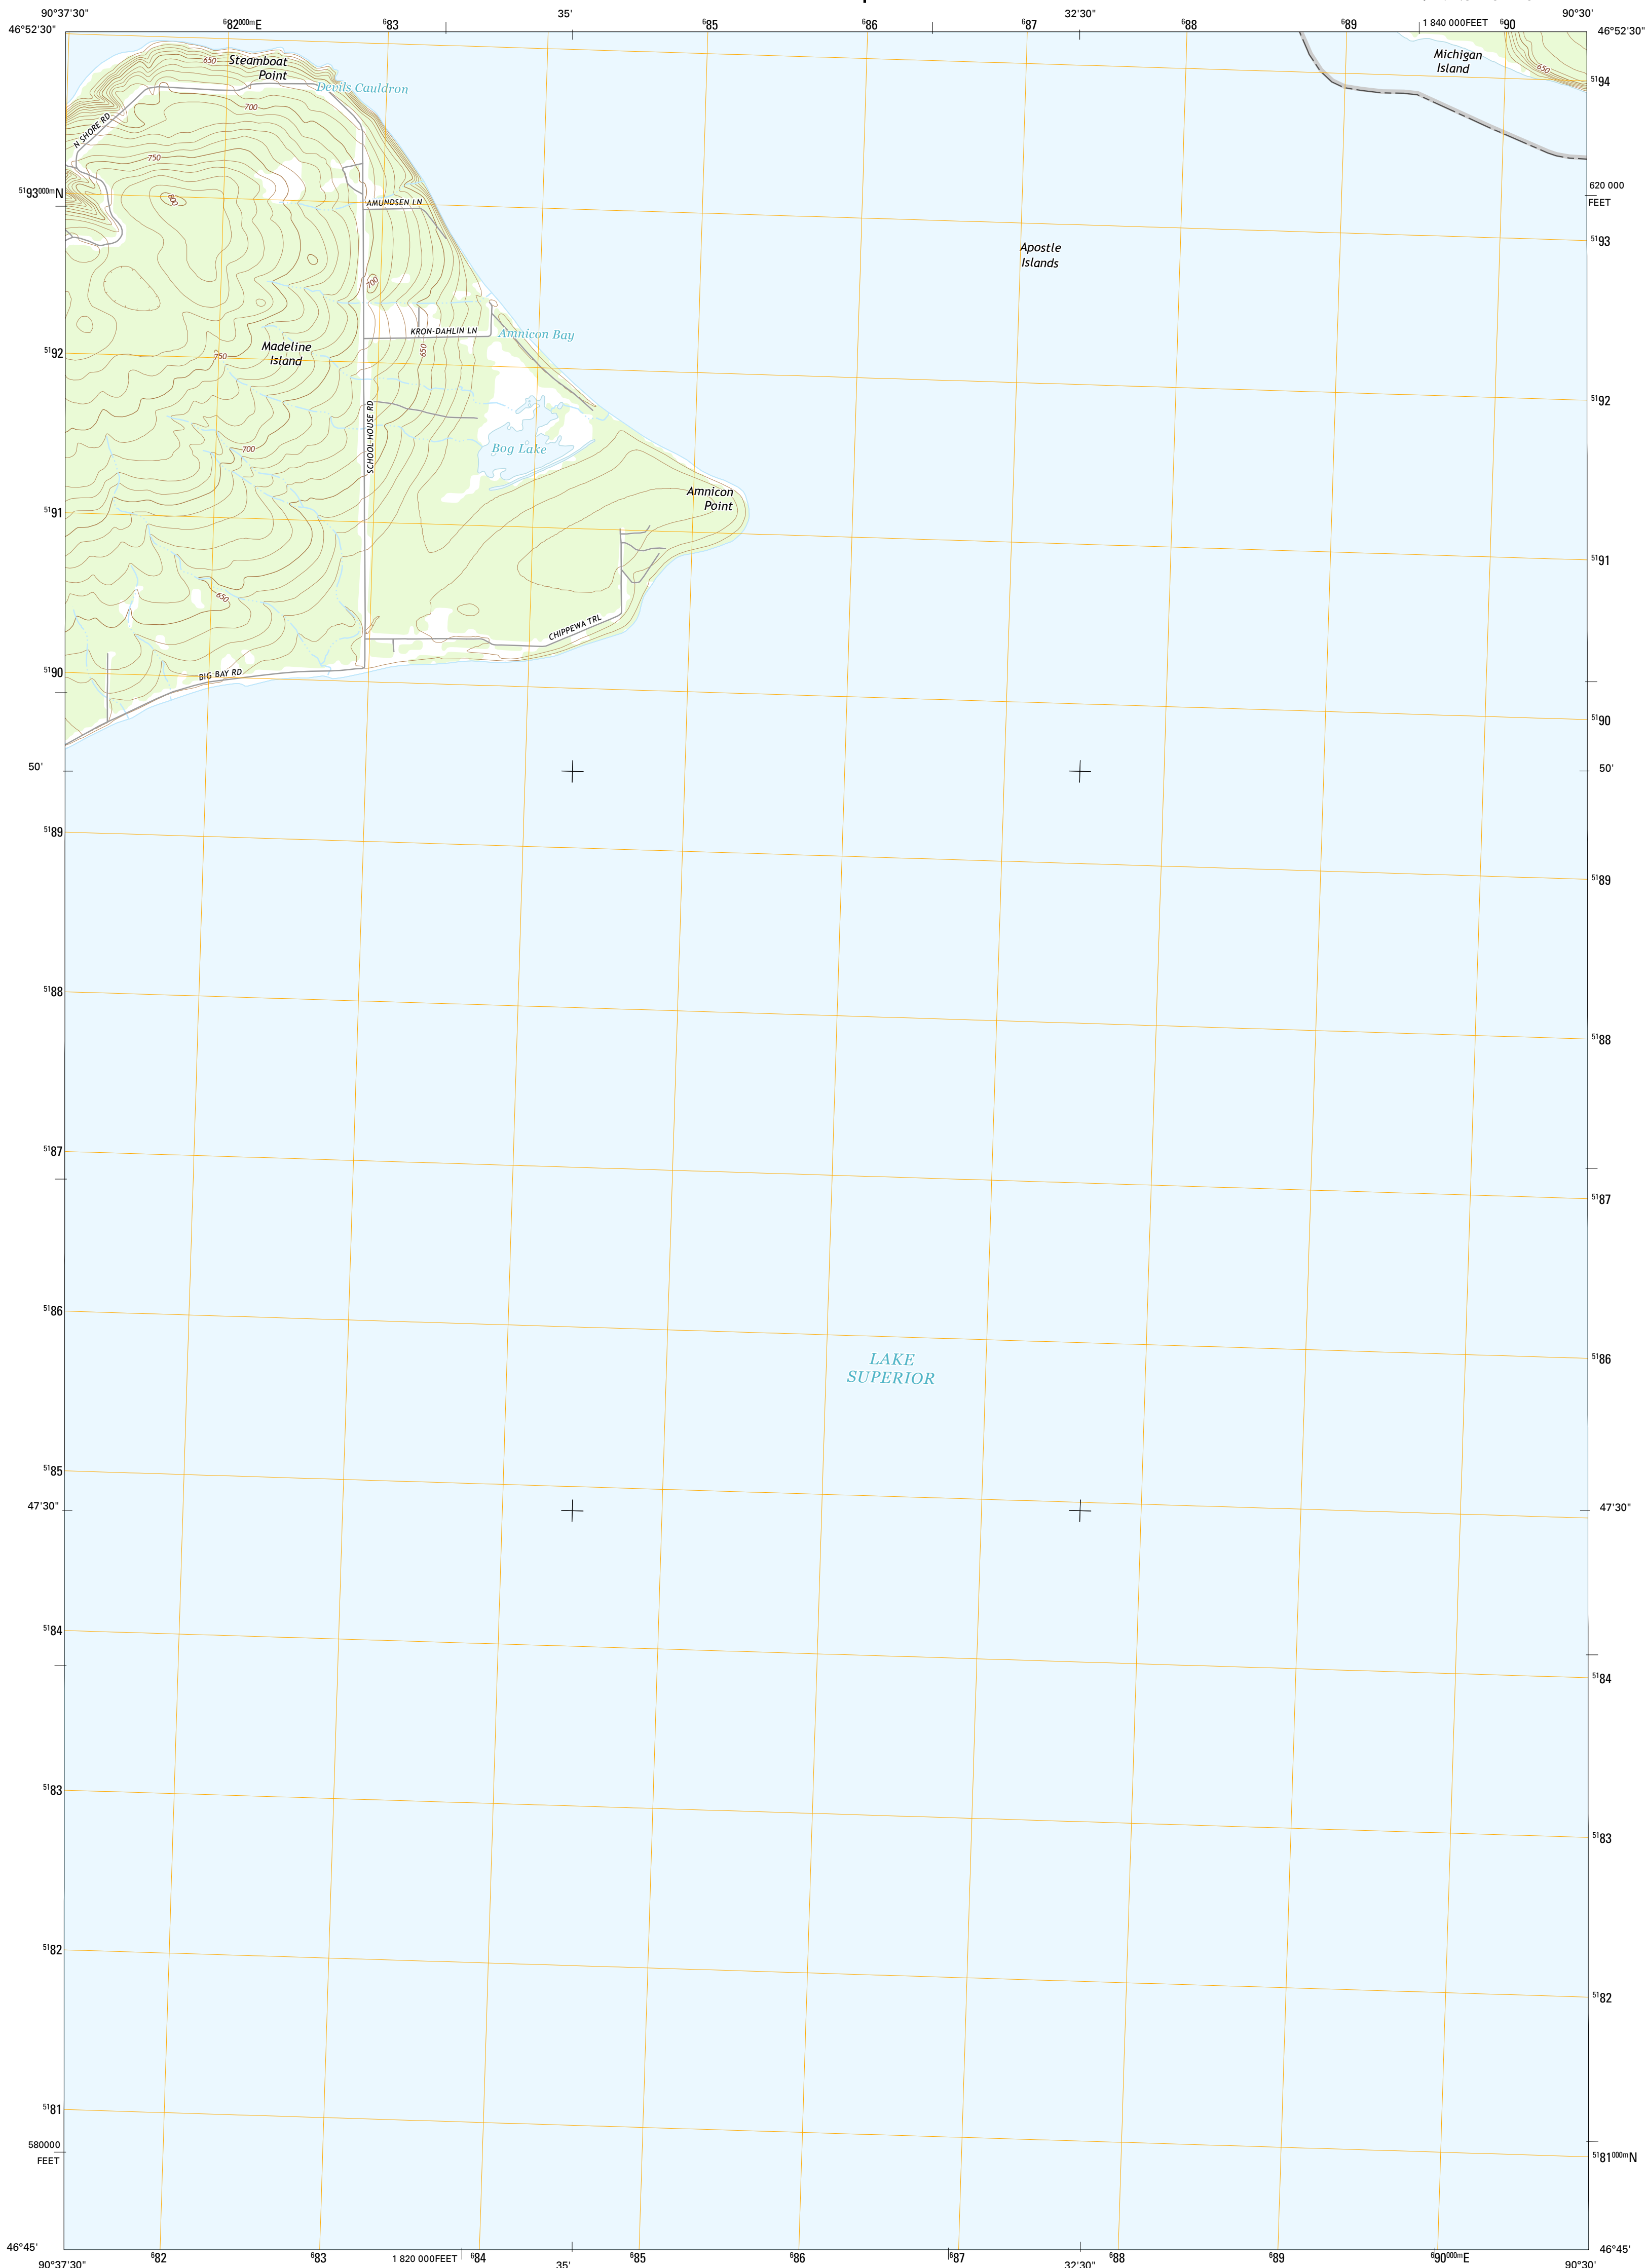 90°37'30"
⁶82⁰⁰⁰ᵐE
⁶83
35'
⁶85
⁶86
⁶87
32'30"
⁶88
⁶89
1 840 000FEET
⁶90
90°30'
46°52'30"
46°52'30"
Steamboat
Point
650
Devils Cauldron
Michigan
Island
650
⁵¹94
700
N SHORE RD
750
⁵¹93⁰⁰⁰ᵐN
800
AMUNDSEN LN
620 000
FEET
⁵¹93
Apostle
Islands
700
KRON-DAHLIN LN
Amnicon Bay
650
Madeline
Island
750
⁵¹92
⁵¹92
SCHOOL HOUSE RD
700
Bog Lake
Amnicon
Point
⁵¹91
⁵¹91
650
CHIPPEWA TRL
BIG BAY RD
⁵¹90
⁵¹90
50'
50'
⁵¹89
⁵¹89
⁵¹88
⁵¹88
⁵¹87
⁵¹87
⁵¹86
⁵¹86
LAKE
SUPERIOR
⁵¹85
47'30"
47'30"
⁵¹84
⁵¹84
⁵¹83
⁵¹83
⁵¹82
⁵¹82
⁵¹81
580000
FEET
⁵¹81⁰⁰⁰ᵐN
46°45'
46°45'
90°37'30"
⁶82
⁶83
1 820 000FEET
⁶84
35'
⁶85
⁶86
⁶87
32'30"
⁶88
⁶89
⁶90⁰⁰⁰ᵐE
90°30'